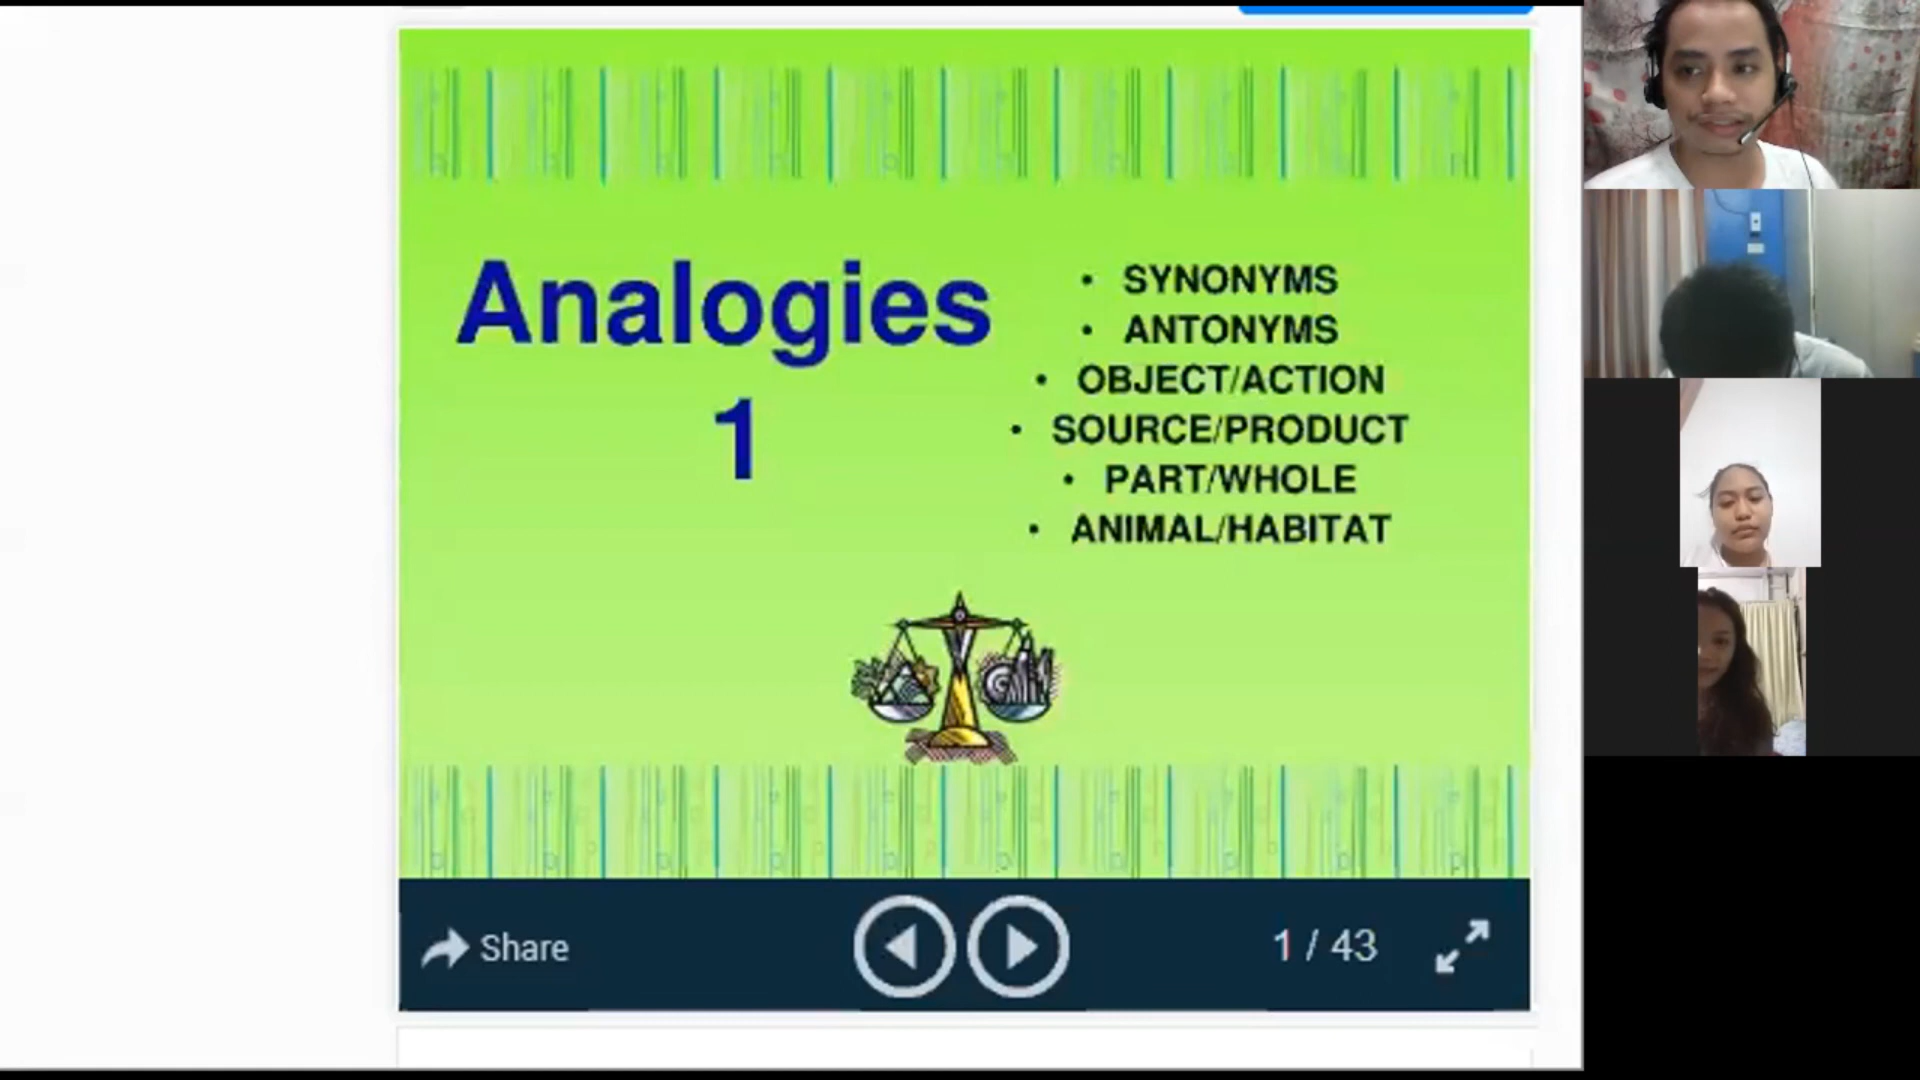 Analogies
1
• SYNONYMS
• ANTONYMS
• OBJECT/ACTION
• SOURCE/PRODUCT
• PART/WHOLE
• ANIMAL/HABITAT
Share
1 / 43